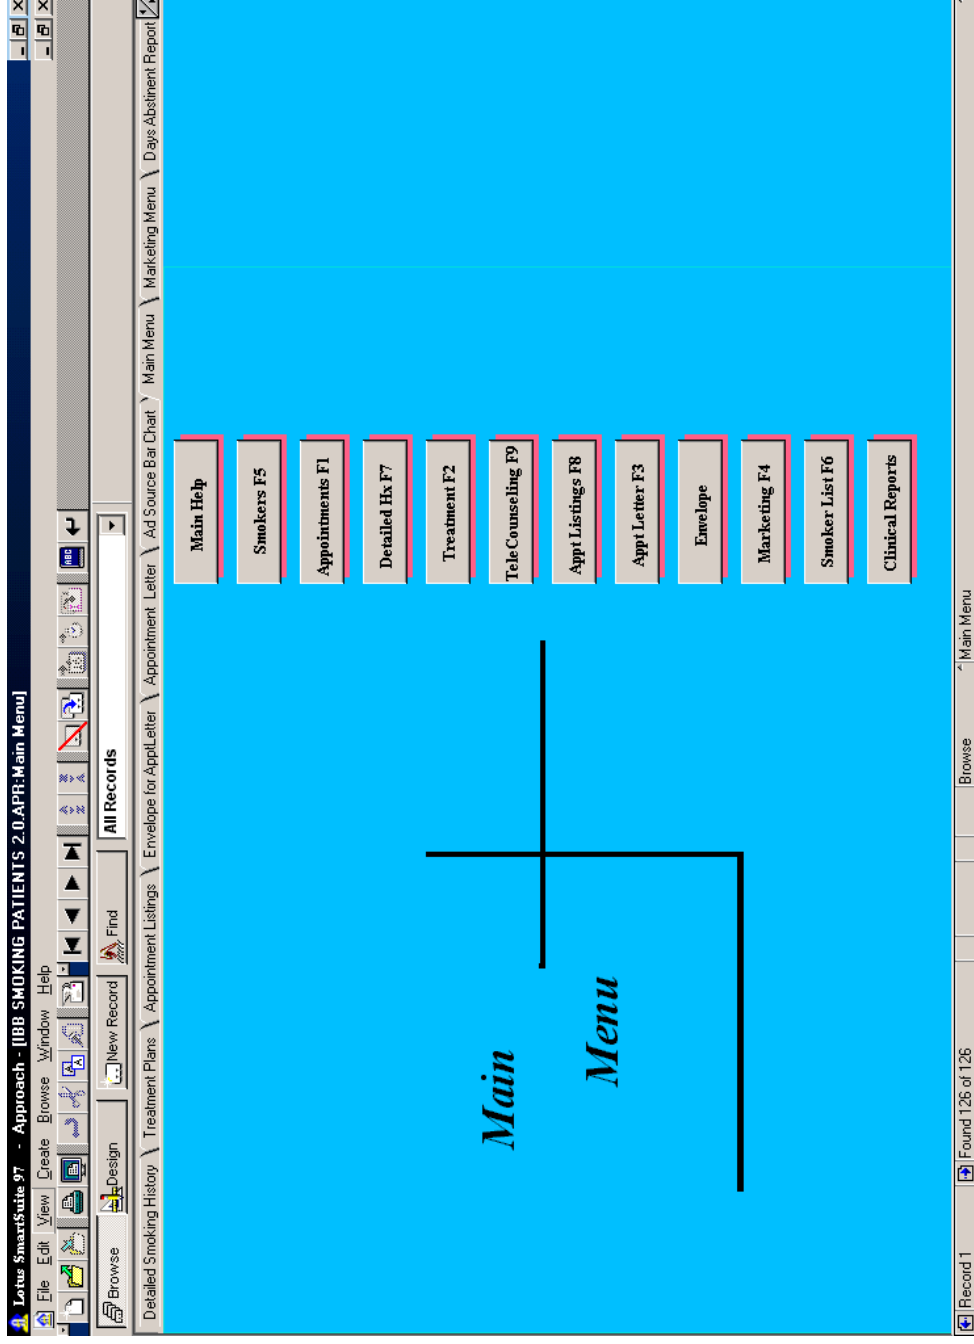 Lotus SmartSuite 97 - Approach - [IBB SMOKING PATIENTS 2.0.APR:Main Menu]
File Edit View Create Browse Window Help
ABC
Browse Design New Record Find All Records
Detailed Smoking History Treatment Plans Appointment Listings Envelope for ApptLetter Appointment Letter Ad Source Bar Chart Main Menu Marketing Menu Days Abstinent Report
Main
Menu
Main Help
Smokers F5
Appointments F1
Detailed Hx F7
Treatment F2
TeleCounseling F9
Appt Listings F8
Appt Letter F3
Envelope
Marketing F4
Smoker List F6
Clinical Reports
Record 1 Found 126 of 126 Browse Main Menu